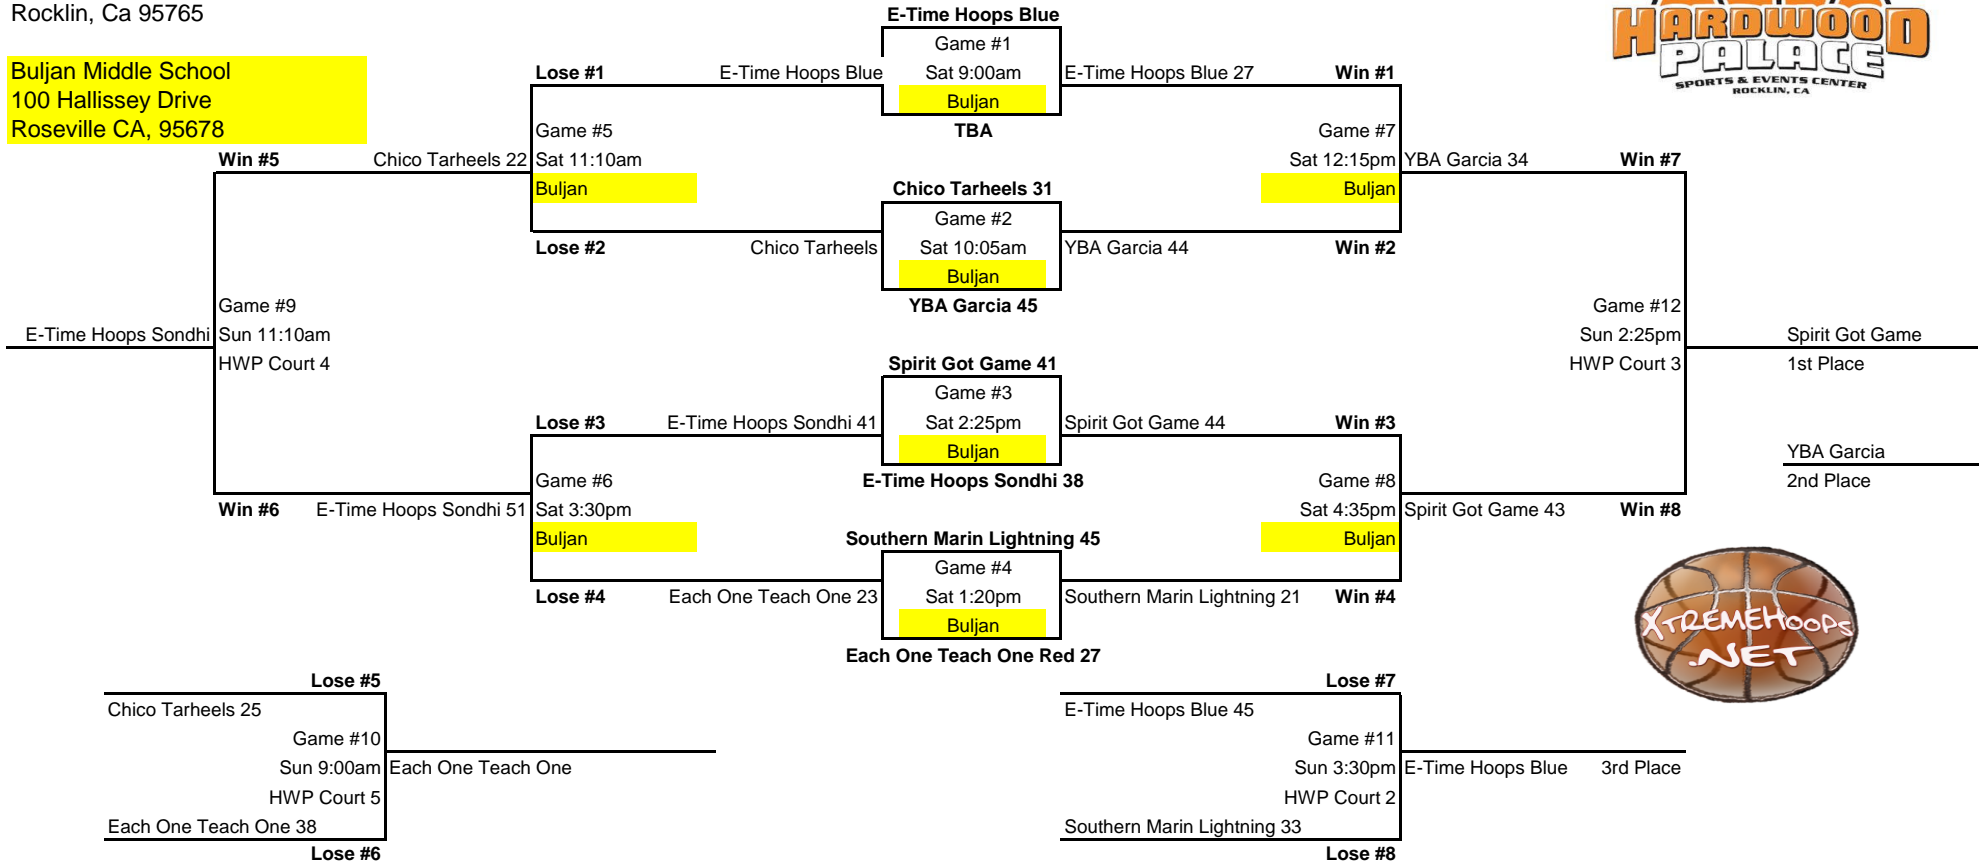 Rocklin, Ca 95765
E-Time Hoops Blue
HARDWOOD
PALACE
SPORTS & EVENTS CENTER
ROCKLIN, CA
Game #1
Buljan Middle School
100 Hallissey Drive
Roseville CA, 95678
Lose #1
E-Time Hoops Blue
Sat 9:00am
E-Time Hoops Blue 27
Win #1
Buljan
Game #5
TBA
Game #7
Win #5
Chico Tarheels 22
Sat 11:10am
Sat 12:15pm
YBA Garcia 34
Win #7
Buljan
Chico Tarheels 31
Buljan
Game #2
Lose #2
Chico Tarheels
Sat 10:05am
YBA Garcia 44
Win #2
Buljan
Game #9
YBA Garcia 45
Game #12
E-Time Hoops Sondhi
Sun 11:10am
Sun 2:25pm
Spirit Got Game
HWP Court 4
Spirit Got Game 41
HWP Court 3
1st Place
Game #3
Lose #3
E-Time Hoops Sondhi 41
Sat 2:25pm
Spirit Got Game 44
Win #3
Buljan
YBA Garcia
Game #6
E-Time Hoops Sondhi 38
Game #8
2nd Place
Win #6
E-Time Hoops Sondhi 51
Sat 3:30pm
Sat 4:35pm
Spirit Got Game 43
Win #8
Buljan
Southern Marin Lightning 45
Buljan
Game #4
Lose #4
Each One Teach One 23
Sat 1:20pm
Southern Marin Lightning 21
Win #4
Buljan
XTREMEHOOPS
.NET
Each One Teach One Red 27
Lose #5
Lose #7
Chico Tarheels 25
E-Time Hoops Blue 45
Game #10
Game #11
Sun 9:00am
Each One Teach One
Sun 3:30pm
E-Time Hoops Blue
3rd Place
HWP Court 5
HWP Court 2
Each One Teach One 38
Southern Marin Lightning 33
Lose #6
Lose #8